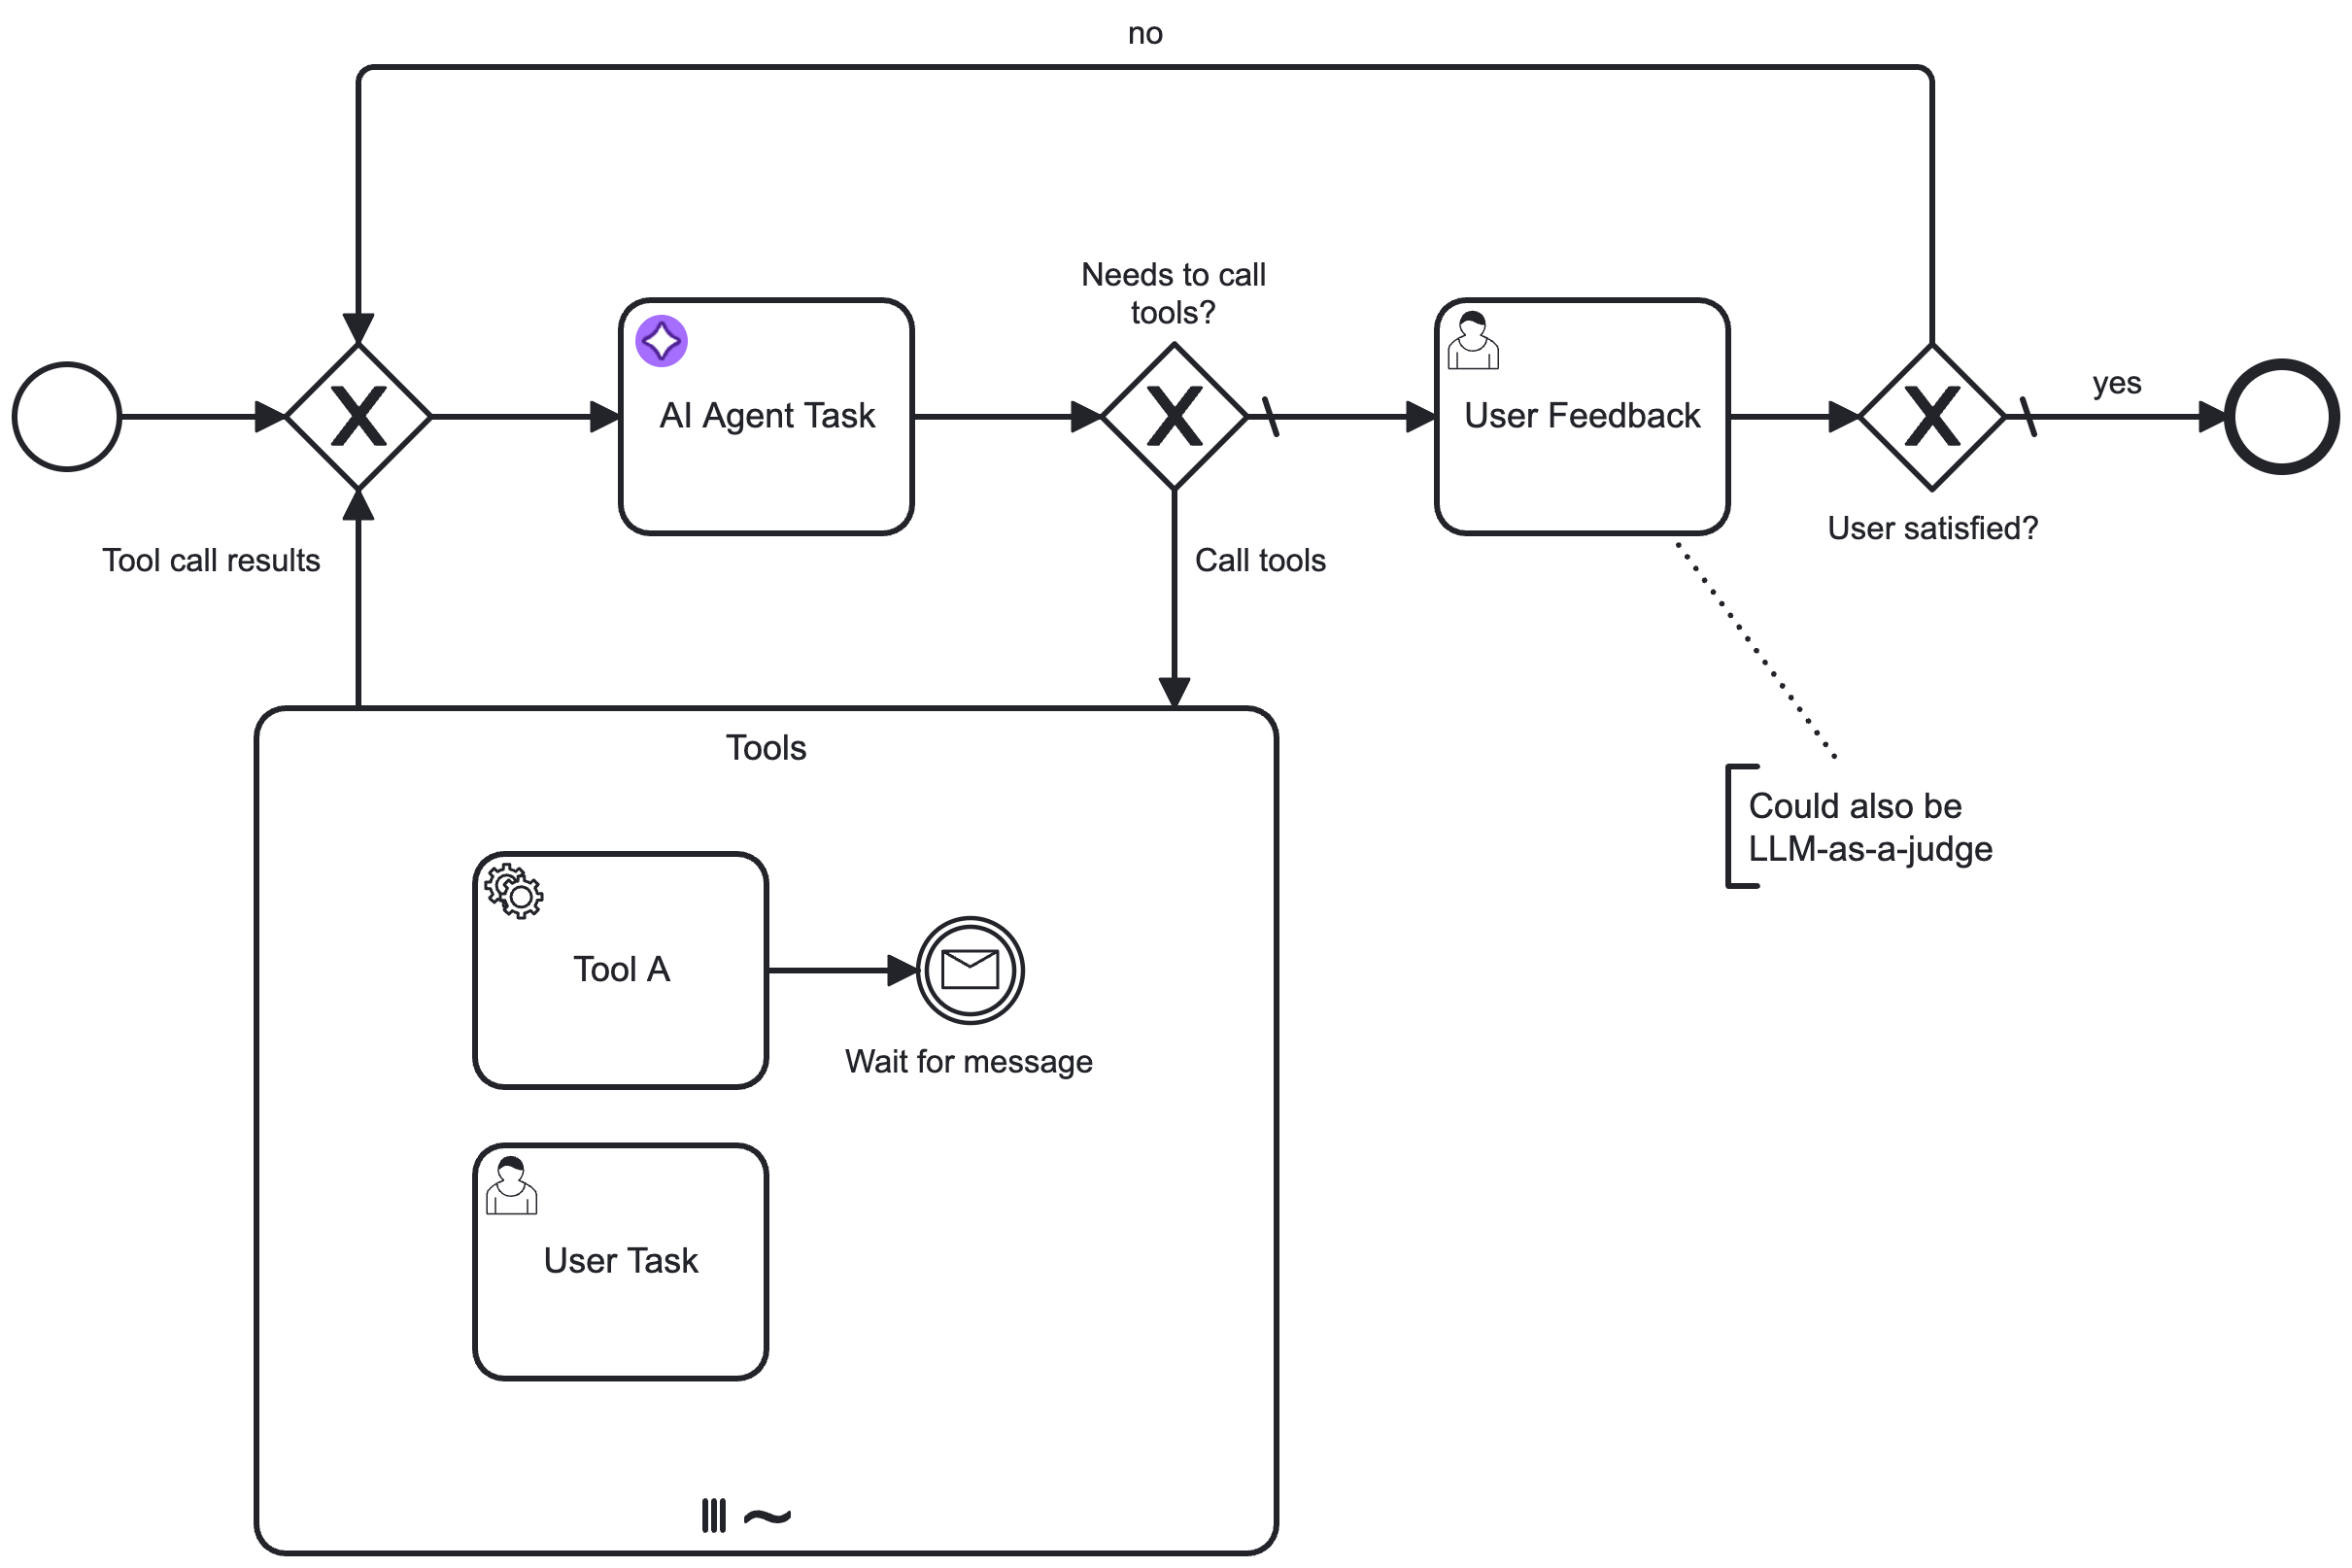 no
Needs to call
tools?
AI Agent Task
User Feedback
yes
User satisfied?
Tool call results
Call tools
Tools
Could also be
LLM-as-a-judge
Tool A
Wait for message
User Task